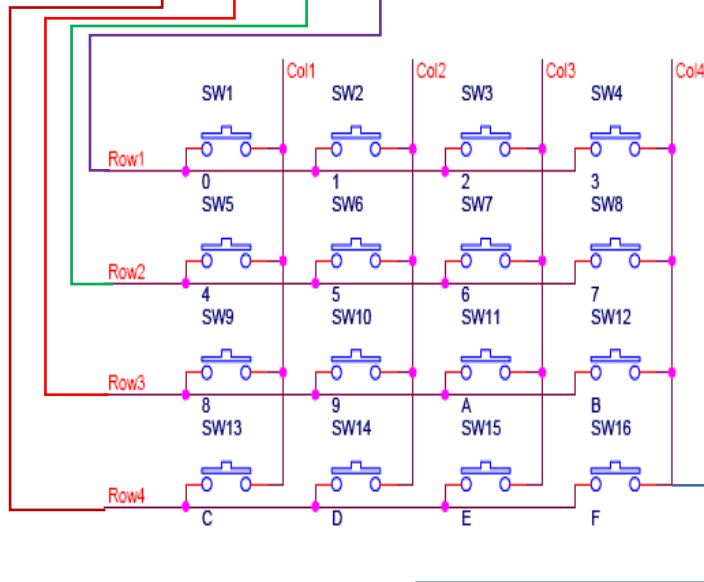 Col1 Col2 Col3 Col4
SW1 SW2 SW3 SW4
Row1
0 1 2 3
SW5 SW6 SW7 SW8
Row2
4 5 6 7
SW9 SW10 SW11 SW12
Row3
8 9 A B
SW13 SW14 SW15 SW16
Row4
C D E F